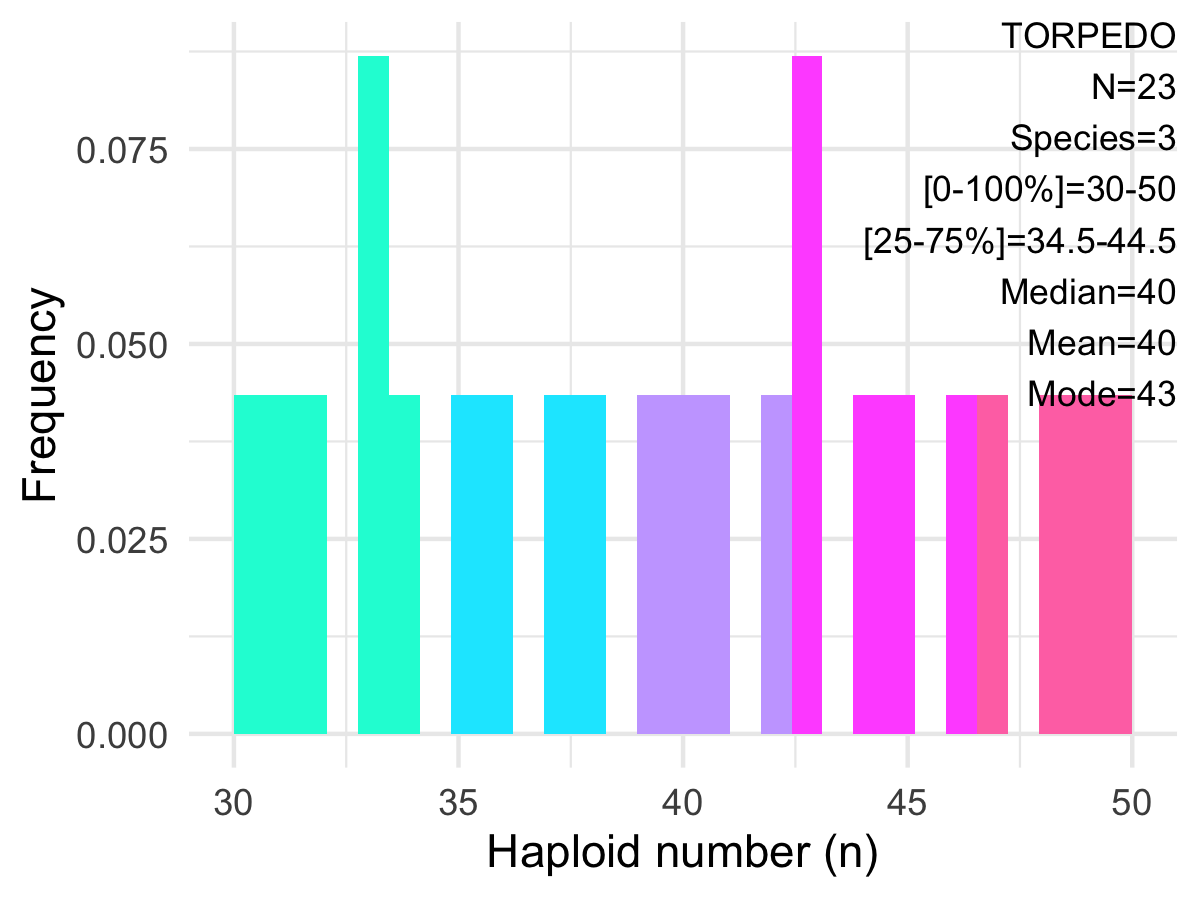 TORPEDO
N=23
Species=3
[0-100%]=30-50
[25-75%]=34.5-44.5
Median=40
Mean=40
Mode=43
Frequency
0.075
0.050
0.025
0.000
30 35 40 45 50
Haploid number (n)